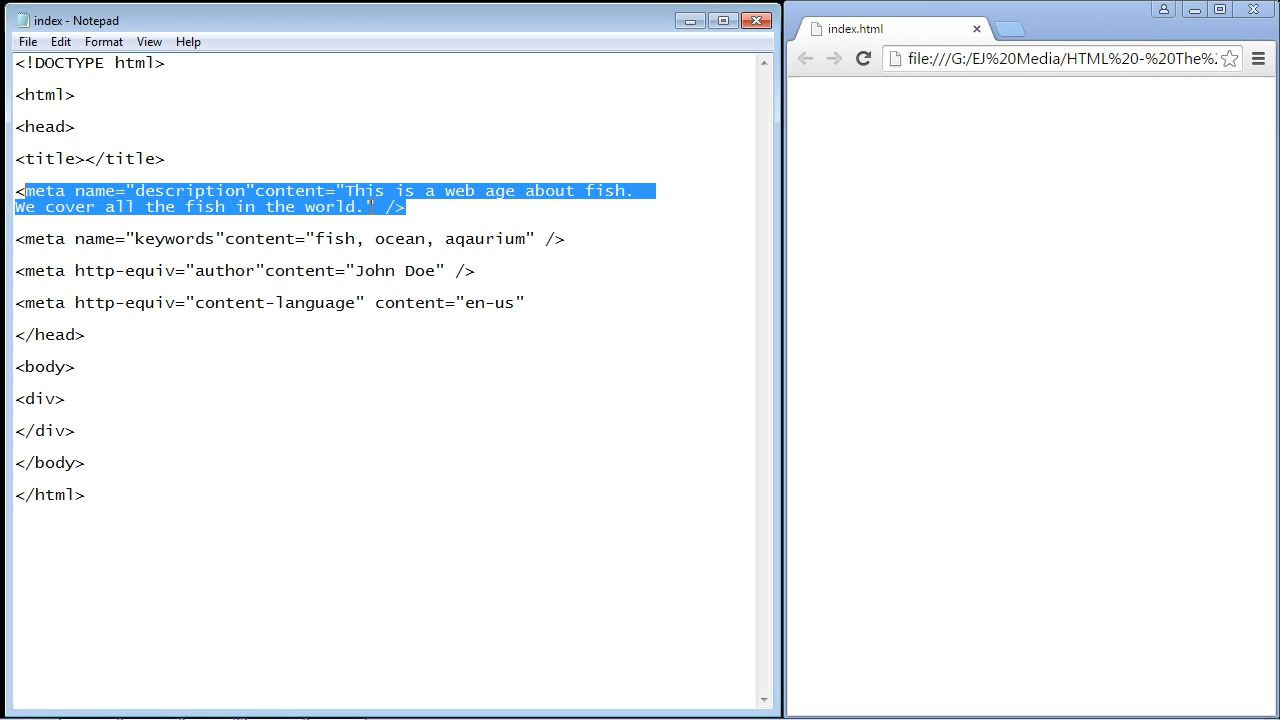 index - Notepad
File Edit Format View Help
<!DOCTYPE html>
<html>
<head>
<title></title>
<meta name="description"content="This is a web age about fish.
We cover all the fish in the world." />
<meta name="keywords"content="fish, ocean, aqaurium" />
<meta http-equiv="author"content="John Doe" />
<meta http-equiv="content-language" content="en-us"
</head>
<body>
<div>
</div>
</body>
</html>
index.html
file:///G:/EJ%20Media/HTML%20-%20The%